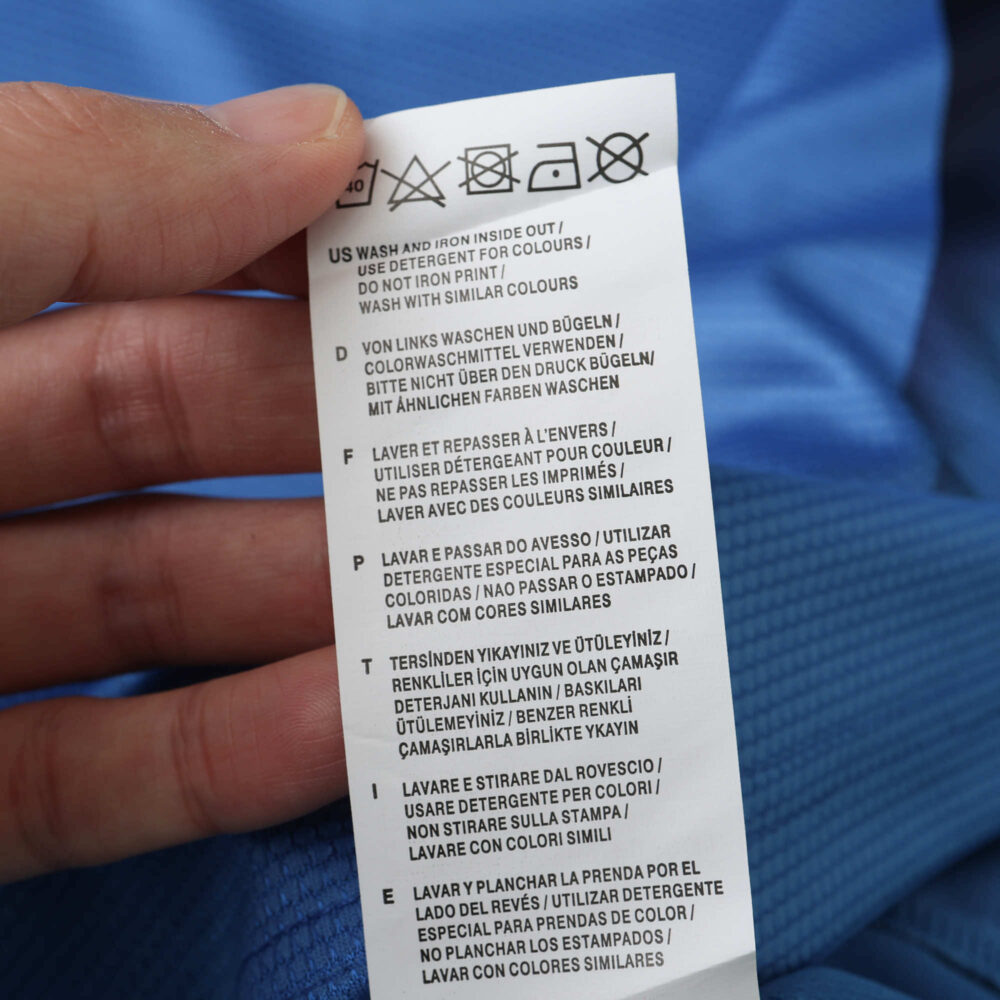 40
US WASH AND IRON INSIDE OUT /
USE DETERGENT FOR COLOURS /
DO NOT IRON PRINT /
WASH WITH SIMILAR COLOURS
D VON LINKS WASCHEN UND BÜGELN /
COLORWASCHMITTEL VERWENDEN /
BITTE NICHT ÜBER DEN DRUCK BÜGELN/
MIT ÄHNLICHEN FARBEN WASCHEN
F LAVER ET REPASSER À L'ENVERS /
UTILISER DÉTERGEANT POUR COULEUR /
NE PAS REPASSER LES IMPRIMÉS /
LAVER AVEC DES COULEURS SIMILAIRES
P LAVAR E PASSAR DO AVESSO / UTILIZAR
DETERGENTE ESPECIAL PARA AS PEÇAS
COLORIDAS / NAO PASSAR O ESTAMPADO /
LAVAR COM CORES SIMILARES
T TERSİNDEN YIKAYINIZ VE ÜTÜLEYİNİZ /
RENKLİLER İÇİN UYGUN OLAN ÇAMAŞIR
DETERJANI KULLANIN / BASKILARI
ÜTÜLEMEYİNİZ / BENZER RENKLİ
ÇAMAŞIRLARLA BİRLİKTE YKAYIN
I LAVARE E STIRARE DAL ROVESCIO /
USARE DETERGENTE PER COLORI /
NON STIRARE SULLA STAMPA /
LAVARE CON COLORI SIMILI
E LAVAR Y PLANCHAR LA PRENDA POR EL
LADO DEL REVÉS / UTILIZAR DETERGENTE
ESPECIAL PARA PRENDAS DE COLOR /
NO PLANCHAR LOS ESTAMPADOS /
LAVAR CON COLORES SIMILARES